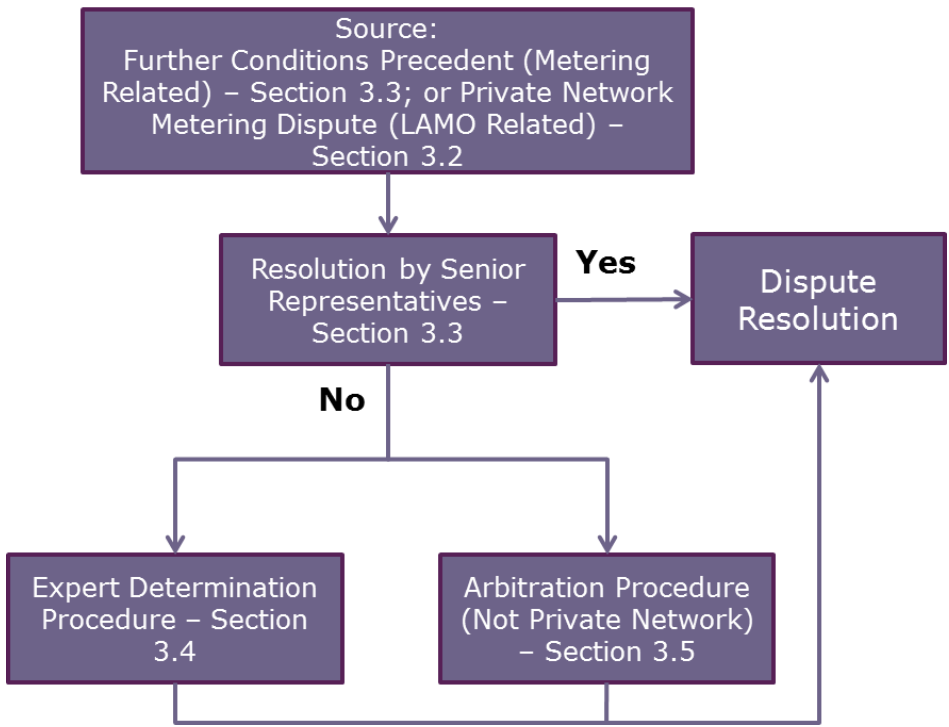 Source:
Further Conditions Precedent (Metering
Related) – Section 3.3; or Private Network
Metering Dispute (LAMO Related) –
Section 3.2
Resolution by Senior
Representatives –
Section 3.3
Yes
Dispute
Resolution
No
Expert Determination
Procedure – Section
3.4
Arbitration Procedure
(Not Private Network)
– Section 3.5